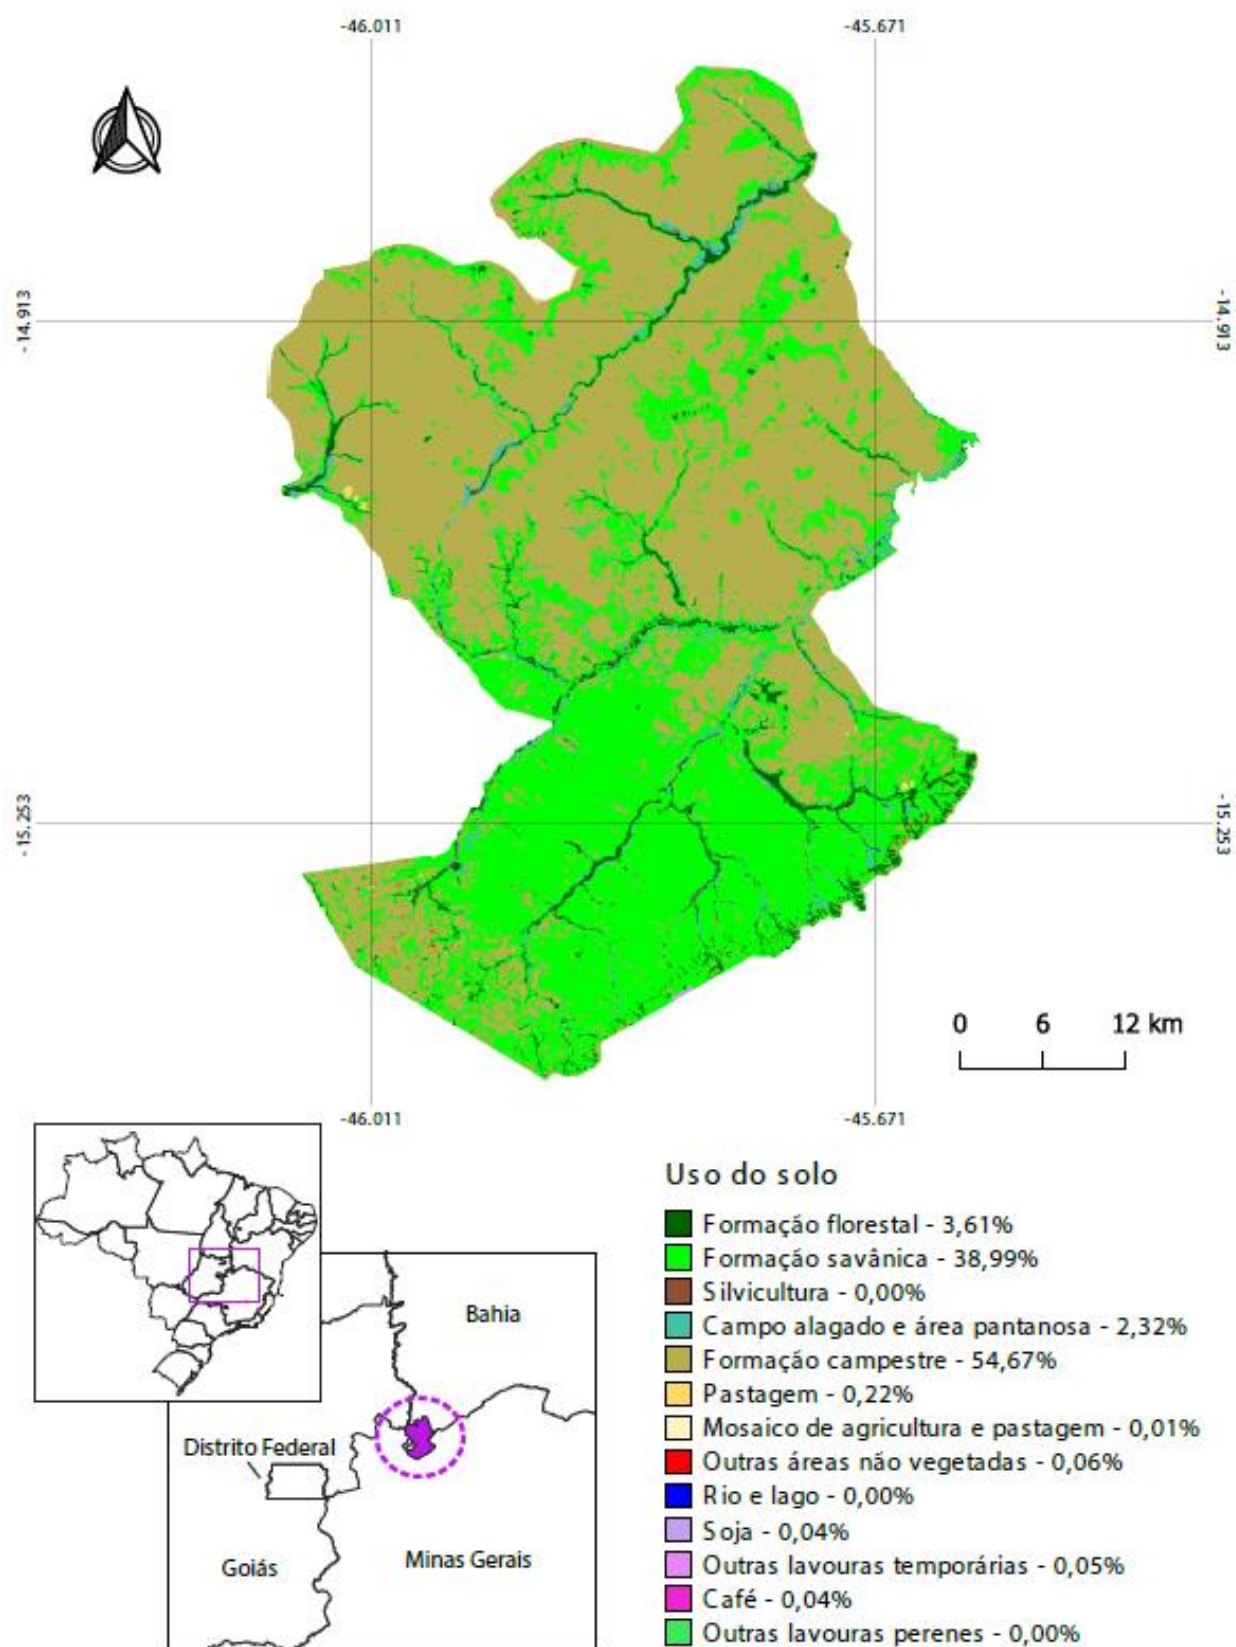 -46.011
-45.671
-14.913
-14.913
-15.253
-15.253
0 6 12 km
-46.011
-45.671
Uso do solo
Formação florestal - 3,61%
Formação savânica - 38,99%
Silvicultura - 0,00%
Campo alagado e área pantanosa - 2,32%
Formação campestre - 54,67%
Pastagem - 0,22%
Mosaico de agricultura e pastagem - 0,01%
Outras áreas não vegetadas - 0,06%
Rio e lago - 0,00%
Soja - 0,04%
Outras lavouras temporárias - 0,05%
Café - 0,04%
Outras lavouras perenes - 0,00%
Bahia
Distrito Federal
Goiás
Minas Gerais